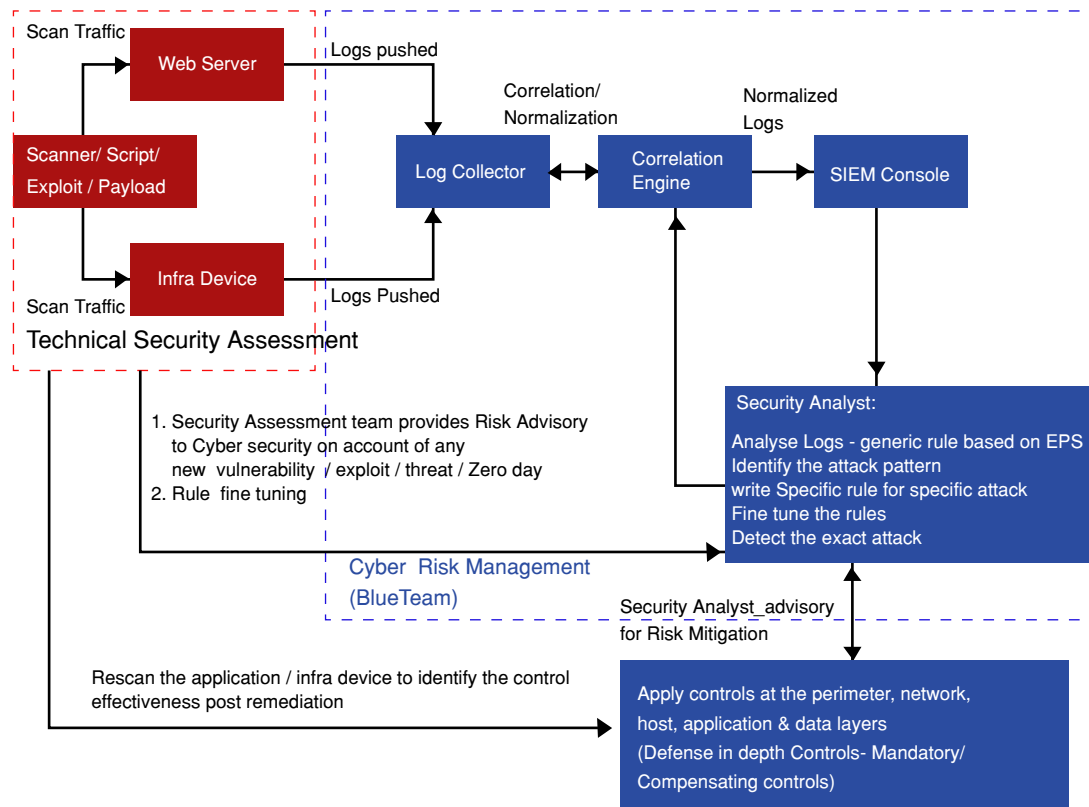 Scan Traffic
Web Server
Logs pushed
Scanner/ Script/
Exploit / Payload
Correlation/
Normalization
Normalized
Logs
Log Collector
Correlation
Engine
SIEM Console
Infra Device
Scan Traffic
Logs Pushed
Technical Security Assessment
1. Security Assessment team provides Risk Advisory
to Cyber security on account of any
new vulnerability / exploit / threat / Zero day
2. Rule fine tuning
Security Analyst:
Analyse Logs - generic rule based on EPS
Identify the attack pattern
write Specific rule for specific attack
Fine tune the rules
Detect the exact attack
Cyber Risk Management
(BlueTeam)
Security Analyst_advisory
for Risk Mitigation
Rescan the application / infra device to identify the control
effectiveness post remediation
Apply controls at the perimeter, network,
host, application & data layers
(Defense in depth Controls- Mandatory/
Compensating controls)